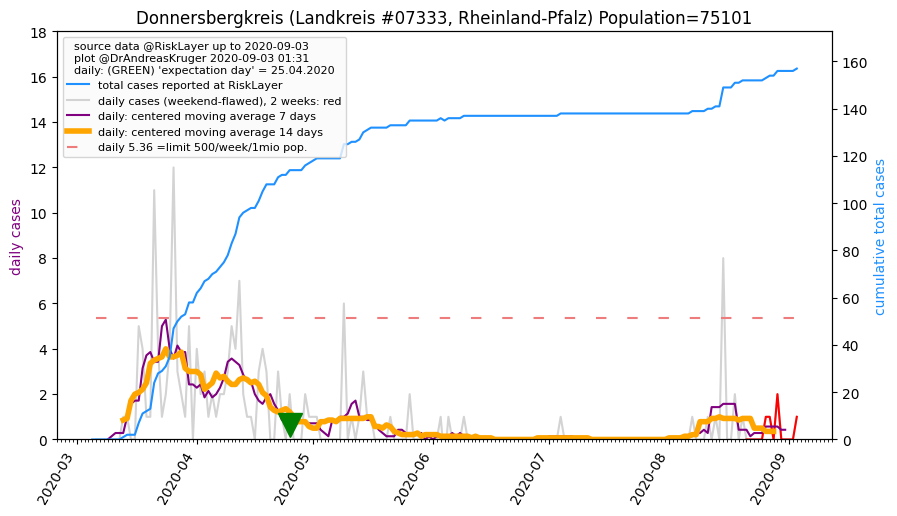 Donnersbergkreis (Landkreis #07333, Rheinland-Pfalz) Population=75101
source data @RiskLayer up to 2020-09-03
plot @DrAndreasKruger 2020-09-03 01:31
daily: (GREEN) 'expectation day' = 25.04.2020
total cases reported at RiskLayer
daily cases (weekend-flawed), 2 weeks: red
daily: centered moving average 7 days
daily: centered moving average 14 days
daily 5.36 =limit 500/week/1mio pop.
daily cases
18
16
14
12
10
8
6
4
2
0
cumulative total cases
160
140
120
100
80
60
40
20
0
2020-03
2020-04
2020-05
2020-06
2020-07
2020-08
2020-09